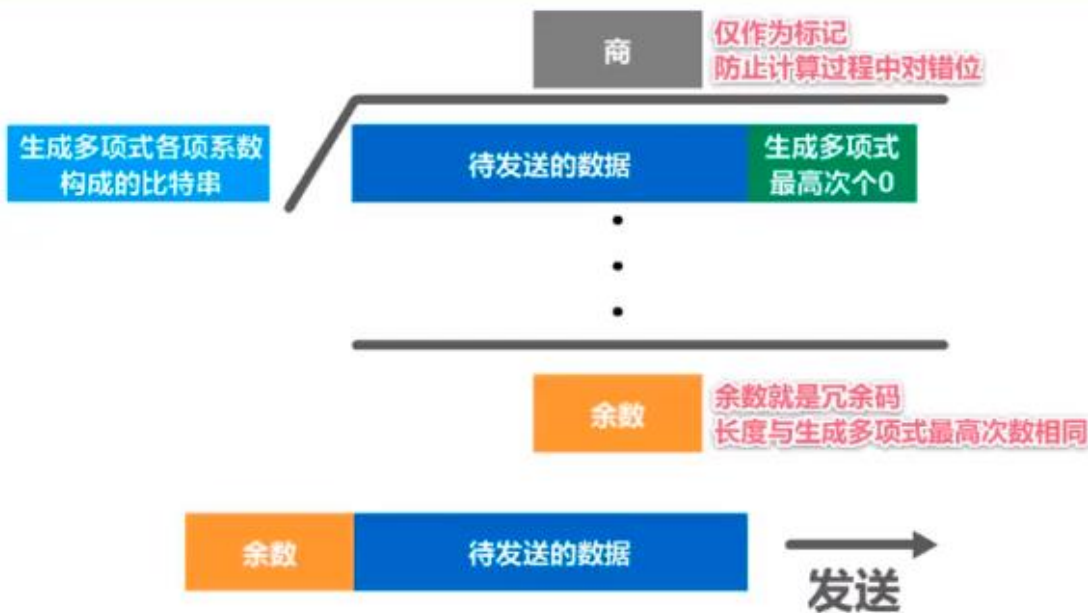 商
仅作为标记
防止计算过程中对错位
生成多项式各项系数
构成的比特串
待发送的数据
生成多项式
最高次个0
余数
余数就是冗余码
长度与生成多项式最高次数相同
余数
待发送的数据
发送